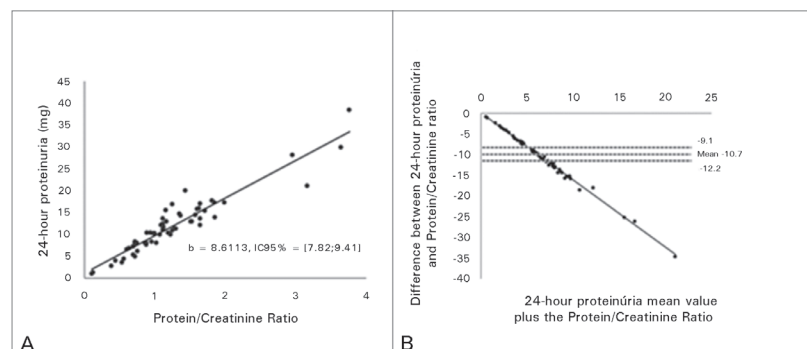 45
40
35
30
25
20
15
10
5
0
24-hour proteinuria (mg)
b = 8.6113, IC95% = [7.82;9.41]
0 1 2 3 4
Protein/Creatinine Ratio
A
Difference between 24-hour proteinúria
and Protein/Creatinine ratio
0 5 10 15 20 25
0
-5
-10
-15
-20
-25
-30
-35
-40
-9.1
Mean -10.7
-12.2
24-hour proteinúria mean value
plus the Protein/Creatinine Ratio
B